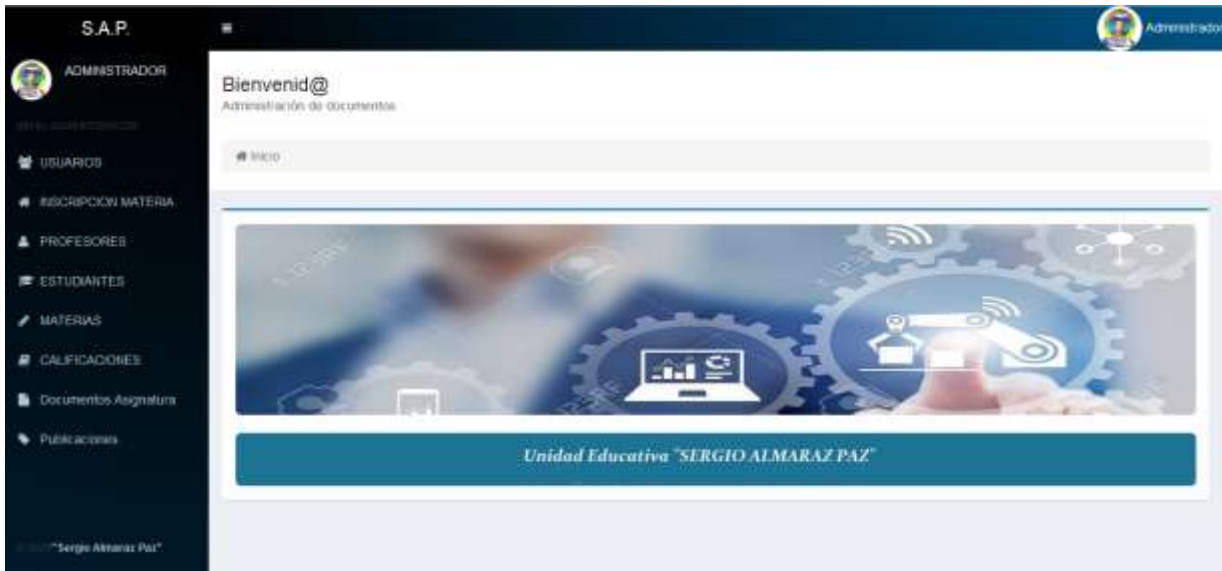 S.A.P.
Administrador
ADMINISTRADOR
Bienvenid@
Administración de documentos
Inicio
USUARIOS
INSCRIPCION MATERIA
PROFESORES
ESTUDIANTES
MATERIAS
CALIFICACIONES
Documentos Asignatura
Publicaciones
Unidad Educativa "SERGIO ALMARAZ PAZ"
"Sergio Almaraz Paz"